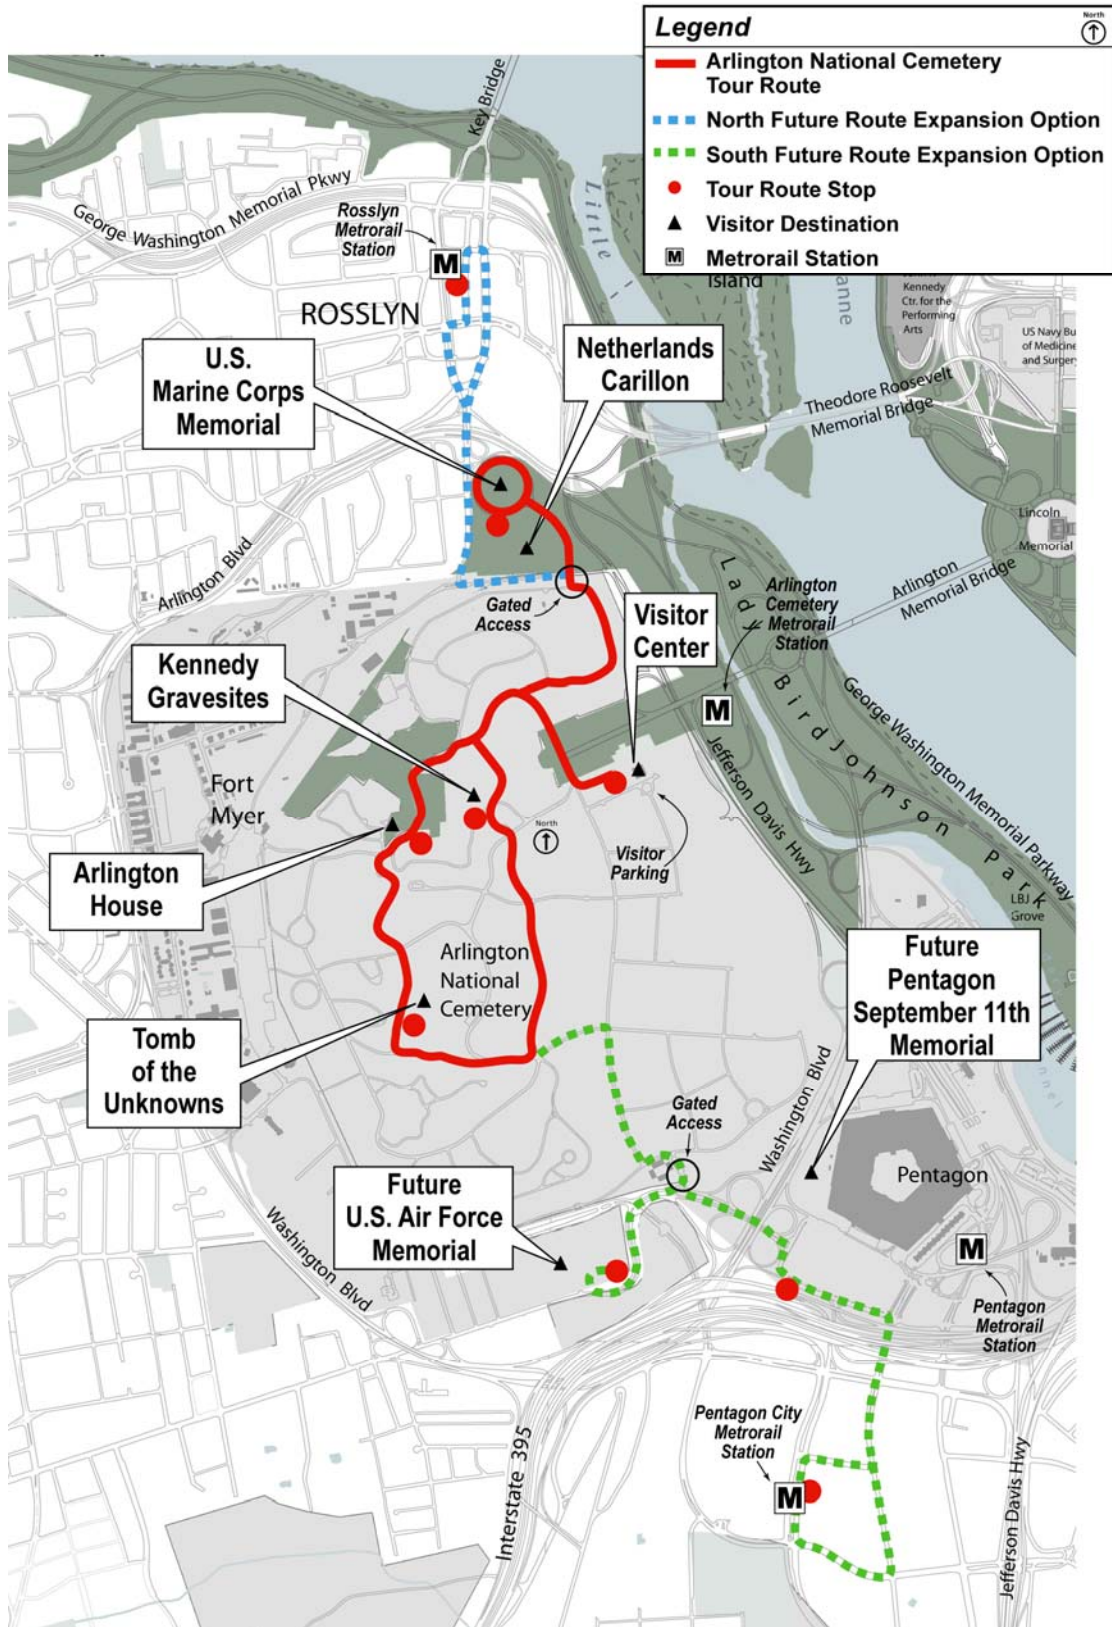 Legend
North
Arlington National Cemetery
Tour Route
North Future Route Expansion Option
South Future Route Expansion Option
Tour Route Stop
Visitor Destination
M Metrorail Station
Key Bridge
George Washington Memorial Pkwy
Rosslyn
Metrorail
Station
M
ROSSLYN
Little
Island
Kennedy
Ctr. for the
Performing
Arts
US Navy Bu
of Medicine
and Surgery
U.S.
Marine Corps
Memorial
Netherlands
Carillon
Theodore Roosevelt
Memorial Bridge
Lincoln
Memorial
Arlington Blvd
Gated
Access
Visitor
Center
Arlington
Cemetery
Metrorail
Station
Arlington
Memorial Bridge
Lady Bird Johnson Park
Kennedy
Gravesites
M
George Washington Memorial Parkway
Jefferson Davis Hwy
Fort
Myer
North
Visitor
Parking
LBJ
Grove
Arlington
House
Arlington
National
Cemetery
Future
Pentagon
September 11th
Memorial
Tomb
of the
Unknowns
Washington Blvd
Gated
Access
Pentagon
Future
U.S. Air Force
Memorial
Washington Blvd
M
Pentagon
Metrorail
Station
Pentagon City
Metrorail
Station
M
Interstate 395
Jefferson Davis Hwy